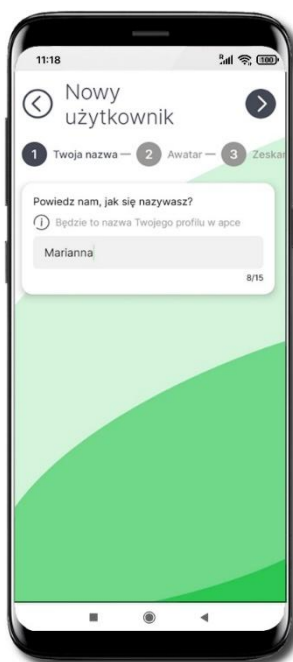 11:18
R
100
Nowy
użytkownik
1 Twoja nazwa — 2 Awatar — 3 Zeskan
Powiedz nam, jak się nazywasz?
i Będzie to nazwa Twojego profilu w apce
Marianna
8/15